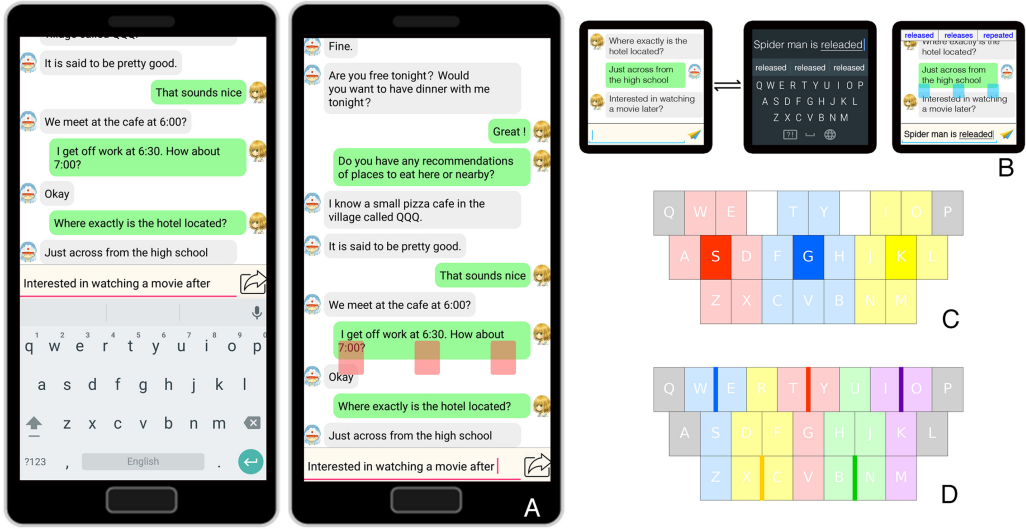 village called QQQ.
It is said to be pretty good.
That sounds nice
We meet at the cafe at 6:00?
I get off work at 6:30. How about
7:00?
Okay
Where exactly is the hotel located?
Just across from the high school
Interested in watching a movie after
1 2 3 4 5 6 7 8 9 0
q w e r t y u i o p
a s d f g h j k l
z x c v b n m
?123 , English .
Fine.
Are you free tonight? Would
you want to have dinner with me
tonight?
Great !
Do you have any recommendations
of places to eat here or nearby?
I know a small pizza cafe in the
village called QQQ.
It is said to be pretty good.
That sounds nice
We meet at the cafe at 6:00?
I get off work at 6:30. How about
7:00?
Okay
Where exactly is the hotel located?
Just across from the high school
Interested in watching a movie after
A
Where exactly is the
hotel located?
Just across from
the high school
Interested in watching
a movie later?
Spider man is releaded
released released released
Q W E R T Y U I O P
A S D F G H J K L
Z X C V B N M
?!
released releases repeated
Where exactly is the
hotel located?
Just across from
the high school
Interested in watching
a movie later?
Spider man is releaded
B
Q W E T Y I O P
A S D F G H J K L
Z X C V B N M
C
Q W E R T Y U I O P
A S D F G H J K L
Z X C V B N M
D